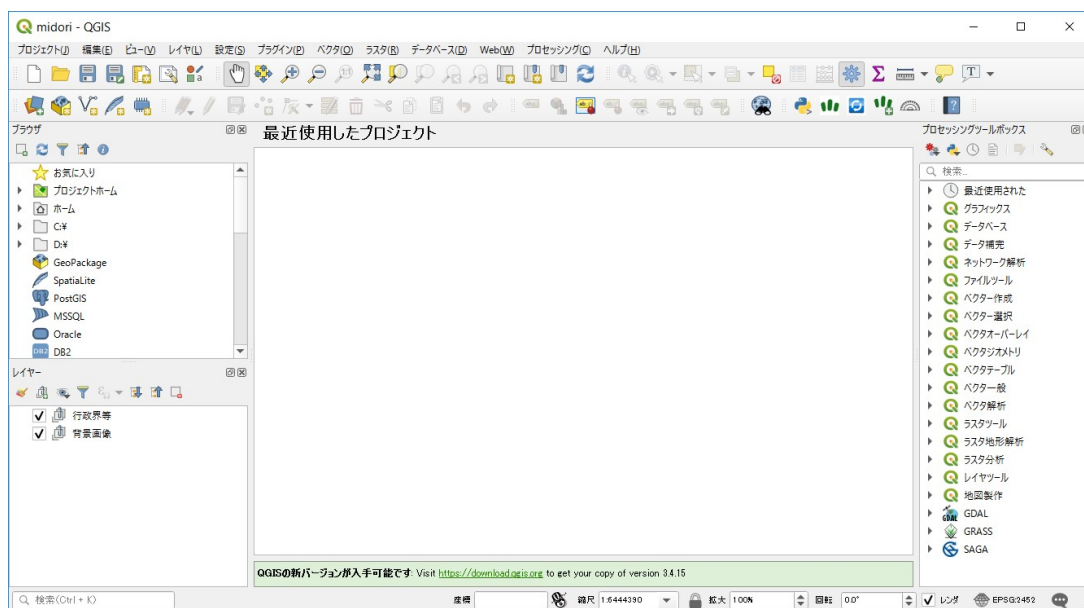 midori - QGIS
プロジェクト(J) 編集(E) ビュー(V) レイヤ(L) 設定(S) プラグイン(P) ベクタ(O) ラスタ(R) データベース(D) Web(W) プロセッシング(C) ヘルプ(H)
ブラウザ
お気に入り
プロジェクトホーム
ホーム
C:¥
D:¥
GeoPackage
SpatiaLite
PostGIS
MSSQL
Oracle
DB2 DB2
レイヤー
行政界等
背景画像
最近使用したプロジェクト
QGISの新バージョンが入手可能です: Visit https://download.qgis.org to get your copy of version 3.4.15
プロセッシングツールボックス
検索...
最近使用された
グラフィックス
データベース
データ補完
ネットワーク解析
ファイルツール
ベクター作成
ベクター選択
ベクタオーバーレイ
ベクタジオメトリ
ベクタテーブル
ベクター般
ベクタ解析
ラスタツール
ラスタ地形解析
ラスタ分析
レイヤツール
地図製作
GDAL GDAL
GRASS
SAGA
検索(Ctrl + K) 座標 縮尺 1:6444390 拡大 100% 回転 0.0° レンダ EPSG:2452